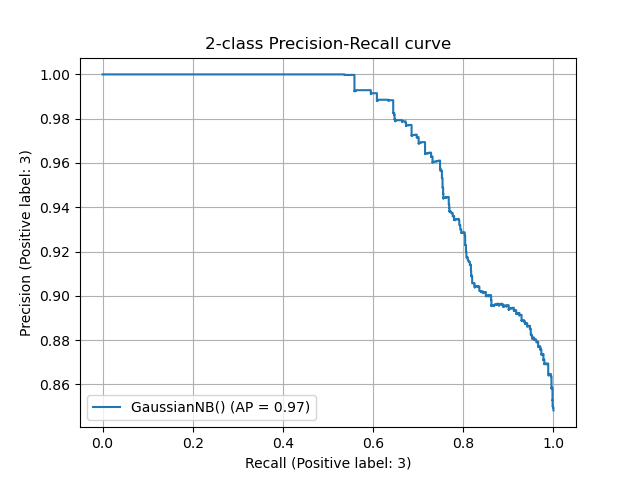 2-class Precision-Recall curve
Precision (Positive label: 3)
1.00
0.98
0.96
0.94
0.92
0.90
0.88
0.86
GaussianNB() (AP = 0.97)
0.0 0.2 0.4 0.6 0.8 1.0
Recall (Positive label: 3)